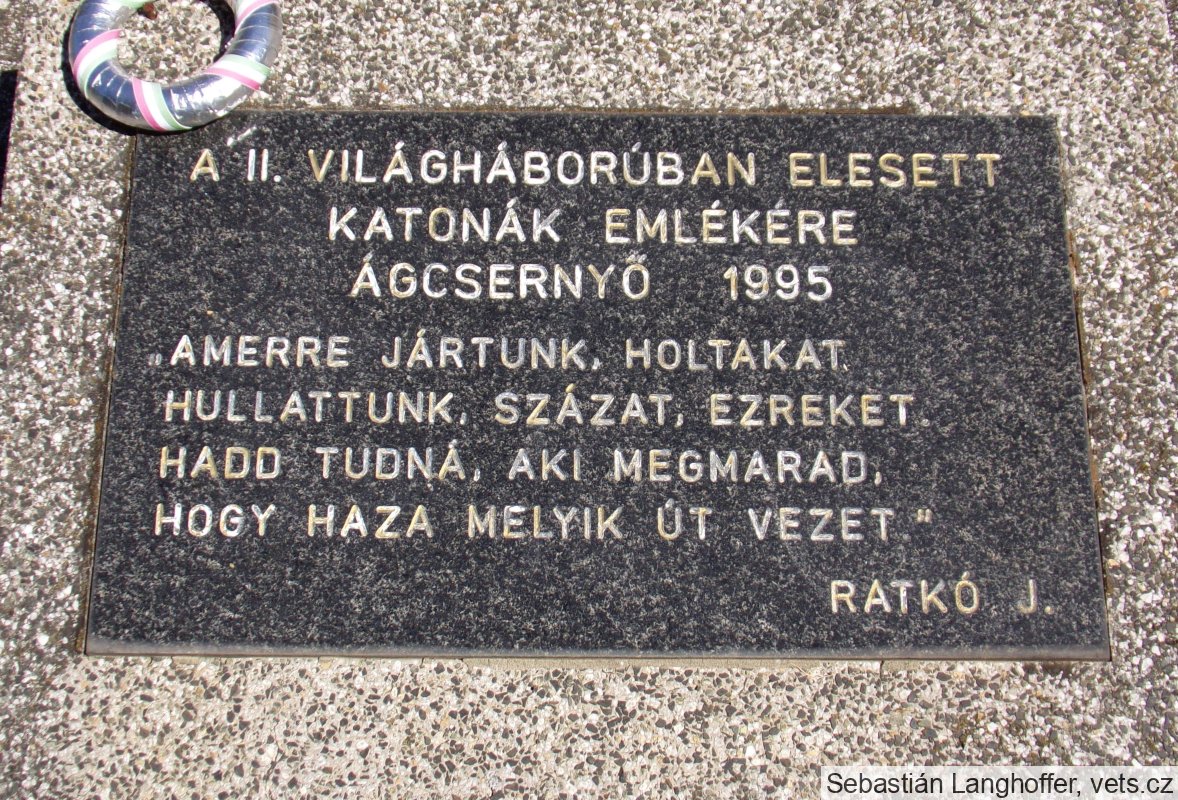 A II. VILÁGHÁBORÚBAN ELESETT
KATONÁK EMLÉKÉRE
ÁGCSERNYŐ 1995
„AMERRE JÁRTUNK, HOLTAKAT
HULLATTUNK, SZÁZAT, EZREKET.
HADD TUDNÁ, AKI MEGMARAD,
HOGY HAZA MELYIK ÚT VEZET."
RATKÓ J.
Sebastián Langhoffer, vets.cz